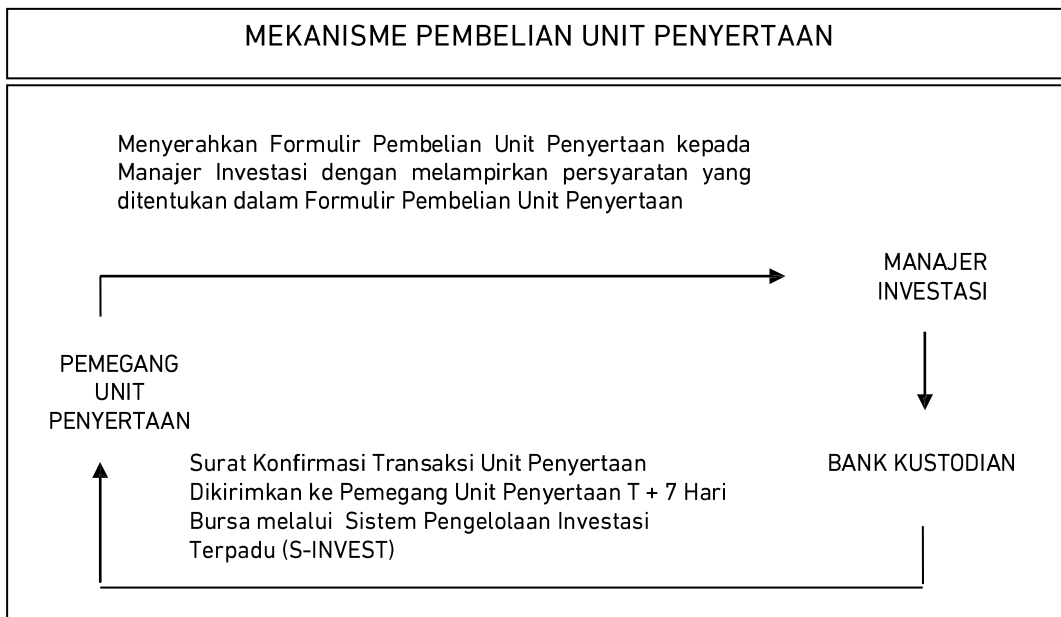 MEKANISME PEMBELIAN UNIT PENYERTAAN
Menyerahkan Formulir Pembelian Unit Penyertaan kepada
Manajer Investasi dengan melampirkan persyaratan yang
ditentukan dalam Formulir Pembelian Unit Penyertaan
MANAJER
INVESTASI
PEMEGANG
UNIT
PENYERTAAN
Surat Konfirmasi Transaksi Unit Penyertaan
Dikirimkan ke Pemegang Unit Penyertaan T + 7 Hari
Bursa melalui Sistem Pengelolaan Investasi
Terpadu (S-INVEST)
BANK KUSTODIAN